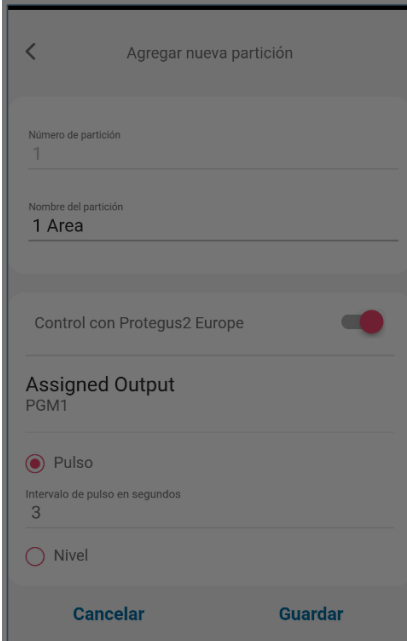 Agregar nueva partición
Número de partición
1
Nombre del partición
1 Area
Control con Protegus2 Europe
Assigned Output
PGM1
Pulso
Intervalo de pulso en segundos
3
Nivel
Cancelar Guardar